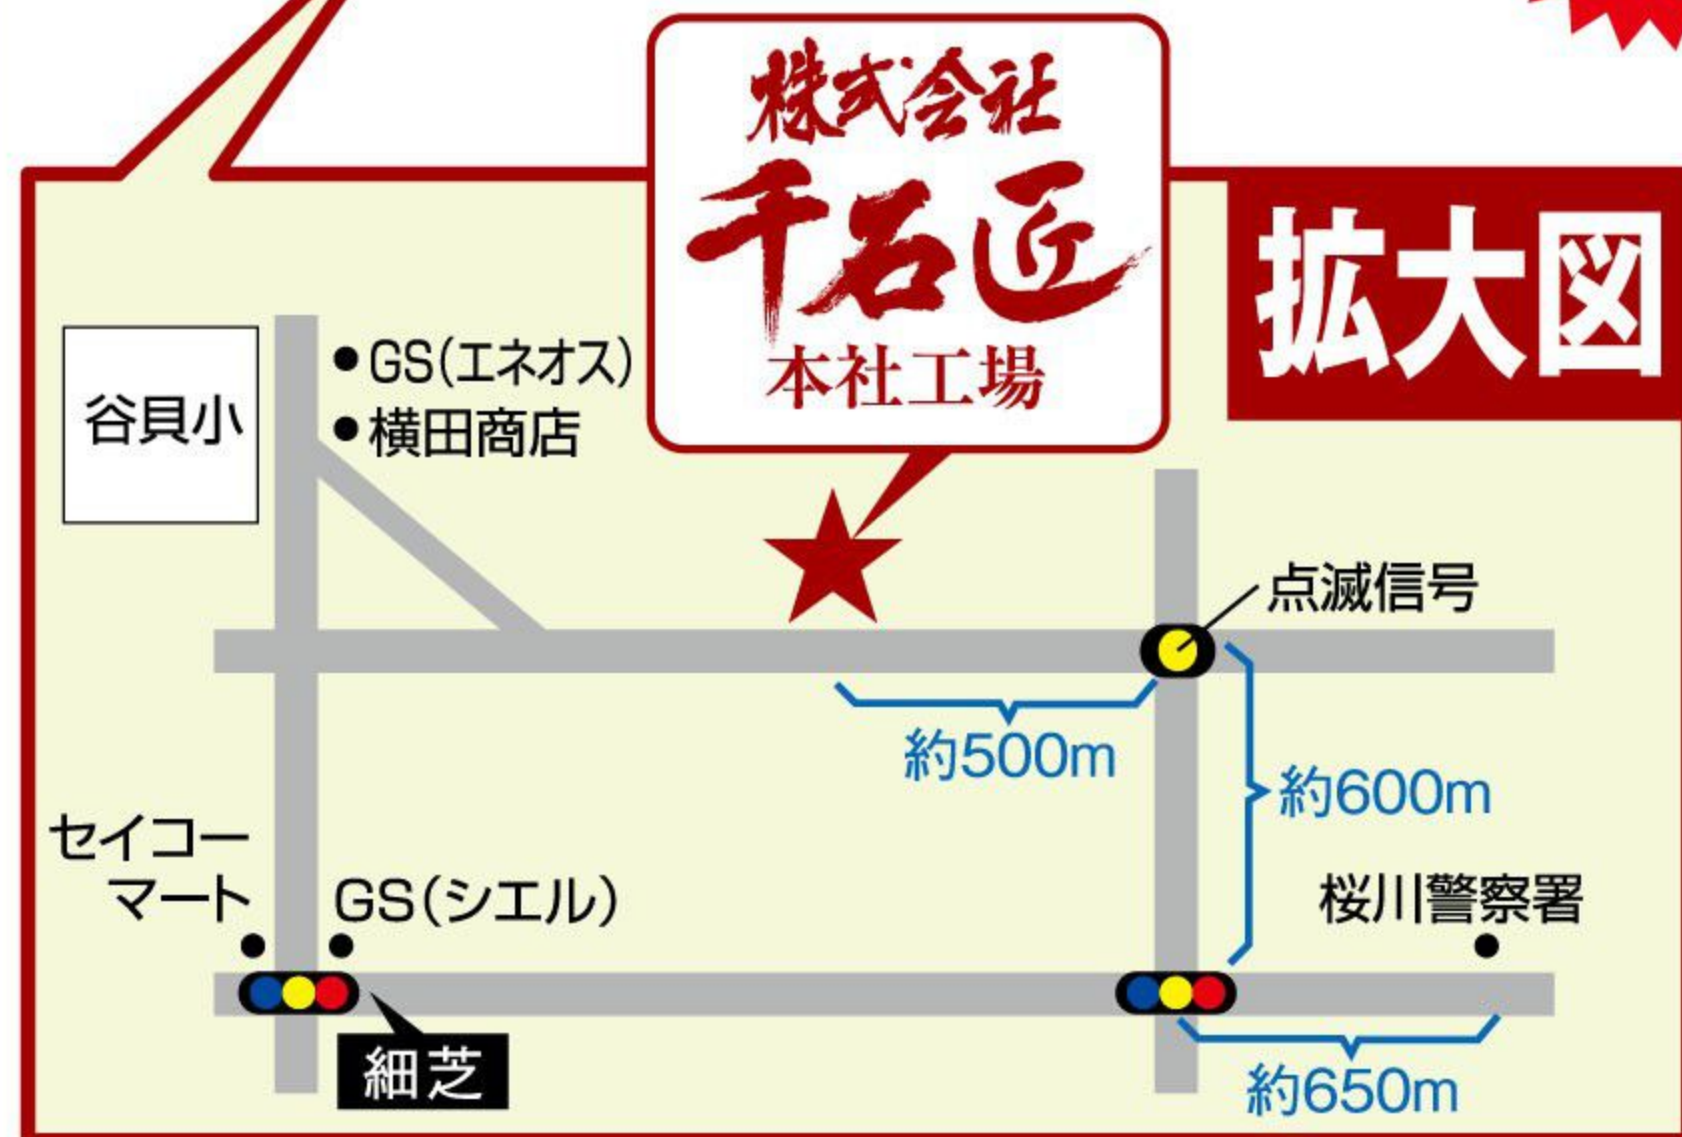 株式会社
千石匠
本社工場
拡大図
谷貝小
●GS(エネオス)
●横田商店
点滅信号
約500m
約600m
セイコー
マート
GS(シエル)
桜川警察署
細芝
約650m